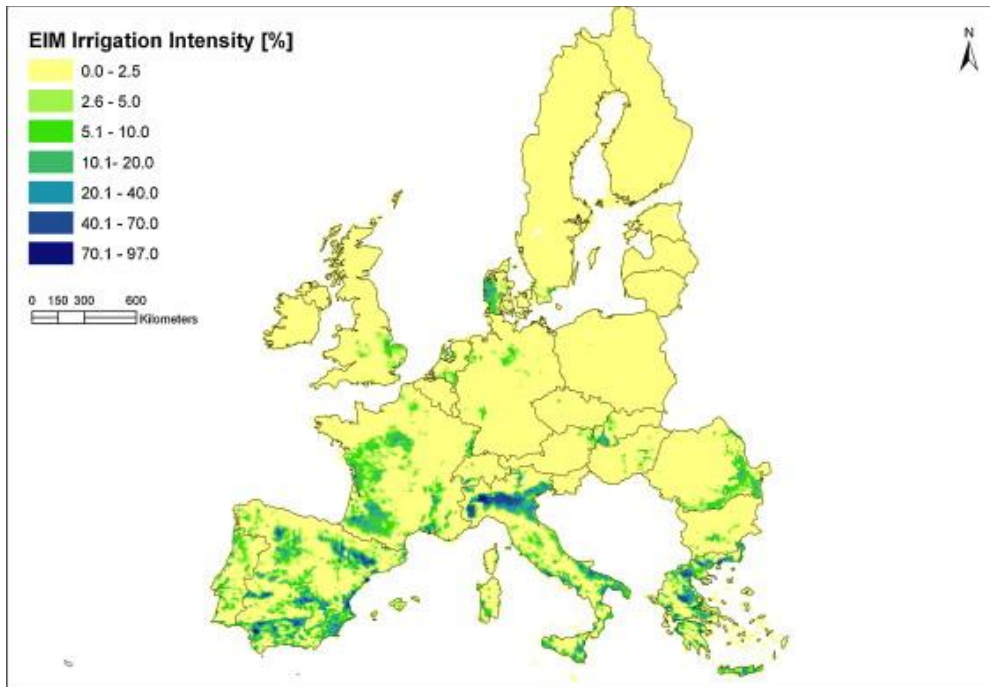 EIM Irrigation Intensity [%]
0.0 - 2.5
2.6 - 5.0
5.1 - 10.0
10.1- 20.0
20.1 - 40.0
40.1 - 70.0
70.1 - 97.0
0 150 300 600
Kilometers
N